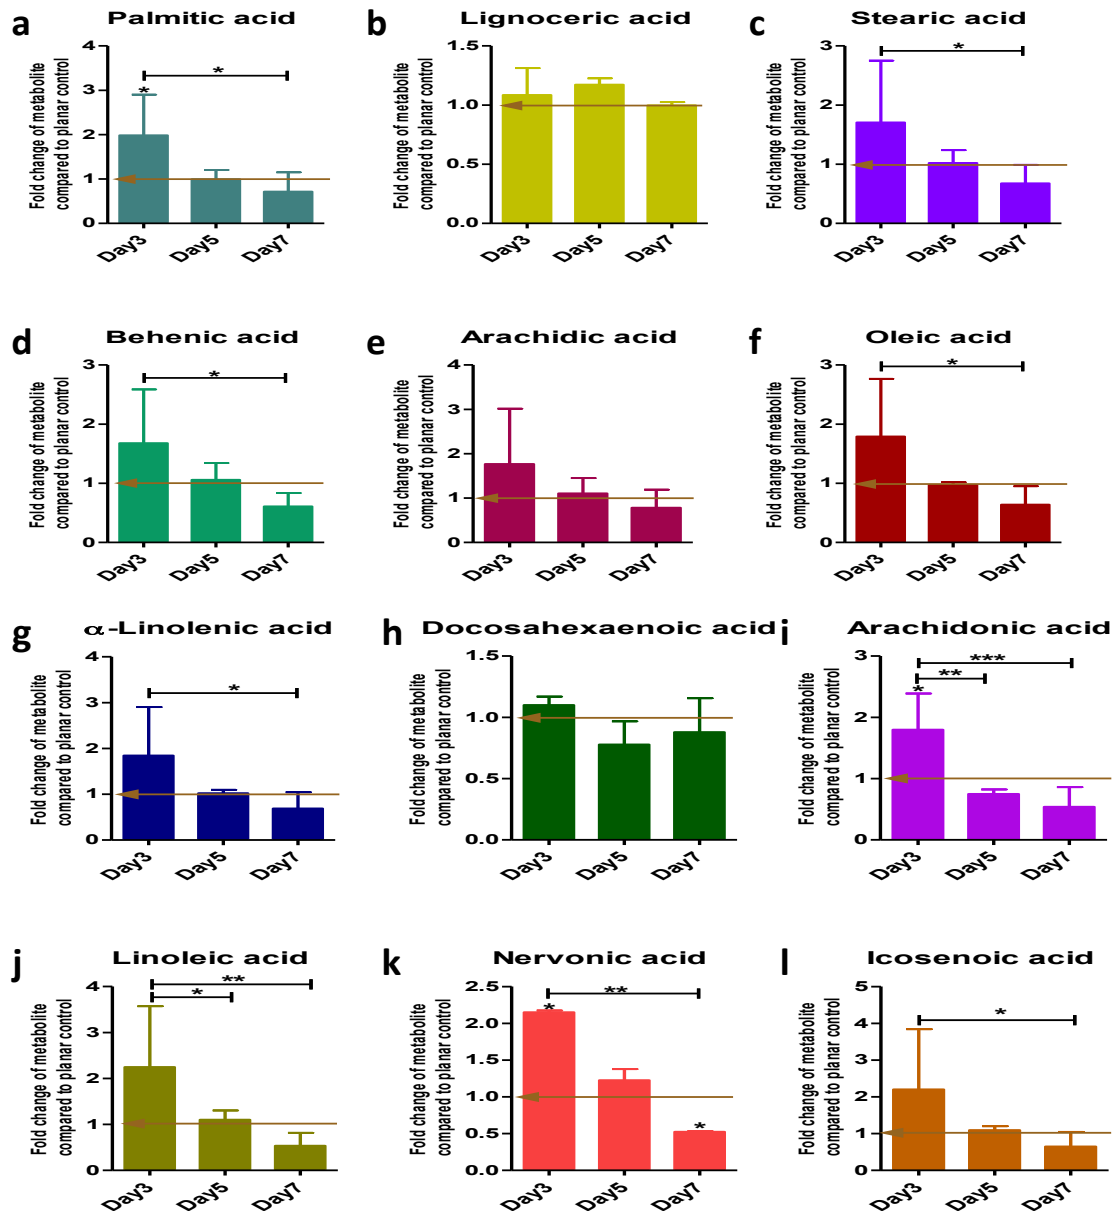 a Palmitic acid
Fold change of metabolite
compared to planar control
4
3
2
1
0
*
*
Day3 Day5 Day7
b Lignoceric acid
Fold change of metabolite
compared to planar control
1.5
1.0
0.5
0.0
Day3 Day5 Day7
c Stearic acid
Fold change of metabolite
compared to planar control
3
2
1
0
*
Day3 Day5 Day7
d Behenic acid
Fold change of metabolite
compared to planar control
3
2
1
0
*
Day3 Day5 Day7
e Arachidic acid
Fold change of metabolite
compared to planar control
4
3
2
1
0
Day3 Day5 Day7
f Oleic acid
Fold change of metabolite
compared to planar control
3
2
1
0
*
Day3 Day5 Day7
g α-Linolenic acid
Fold change of metabolite
compared to planar control
4
3
2
1
0
*
Day3 Day5 Day7
h Docosahexaenoic acid
Fold change of metabolite
compared to planar control
1.5
1.0
0.5
0.0
Day3 Day5 Day7
i Arachidonic acid
Fold change of metabolite
compared to planar control
3
2
1
0
***
**
*
Day3 Day5 Day7
j Linoleic acid
Fold change of metabolite
compared to planar control
4
3
2
1
0
**
*
Day3 Day5 Day7
k Nervonic acid
Fold change of metabolite
compared to planar control
2.5
2.0
1.5
1.0
0.5
0.0
**
*
*
Day3 Day5 Day7
l Icosenoic acid
Fold change of metabolite
compared to planar control
5
4
3
2
1
0
*
Day3 Day5 Day7